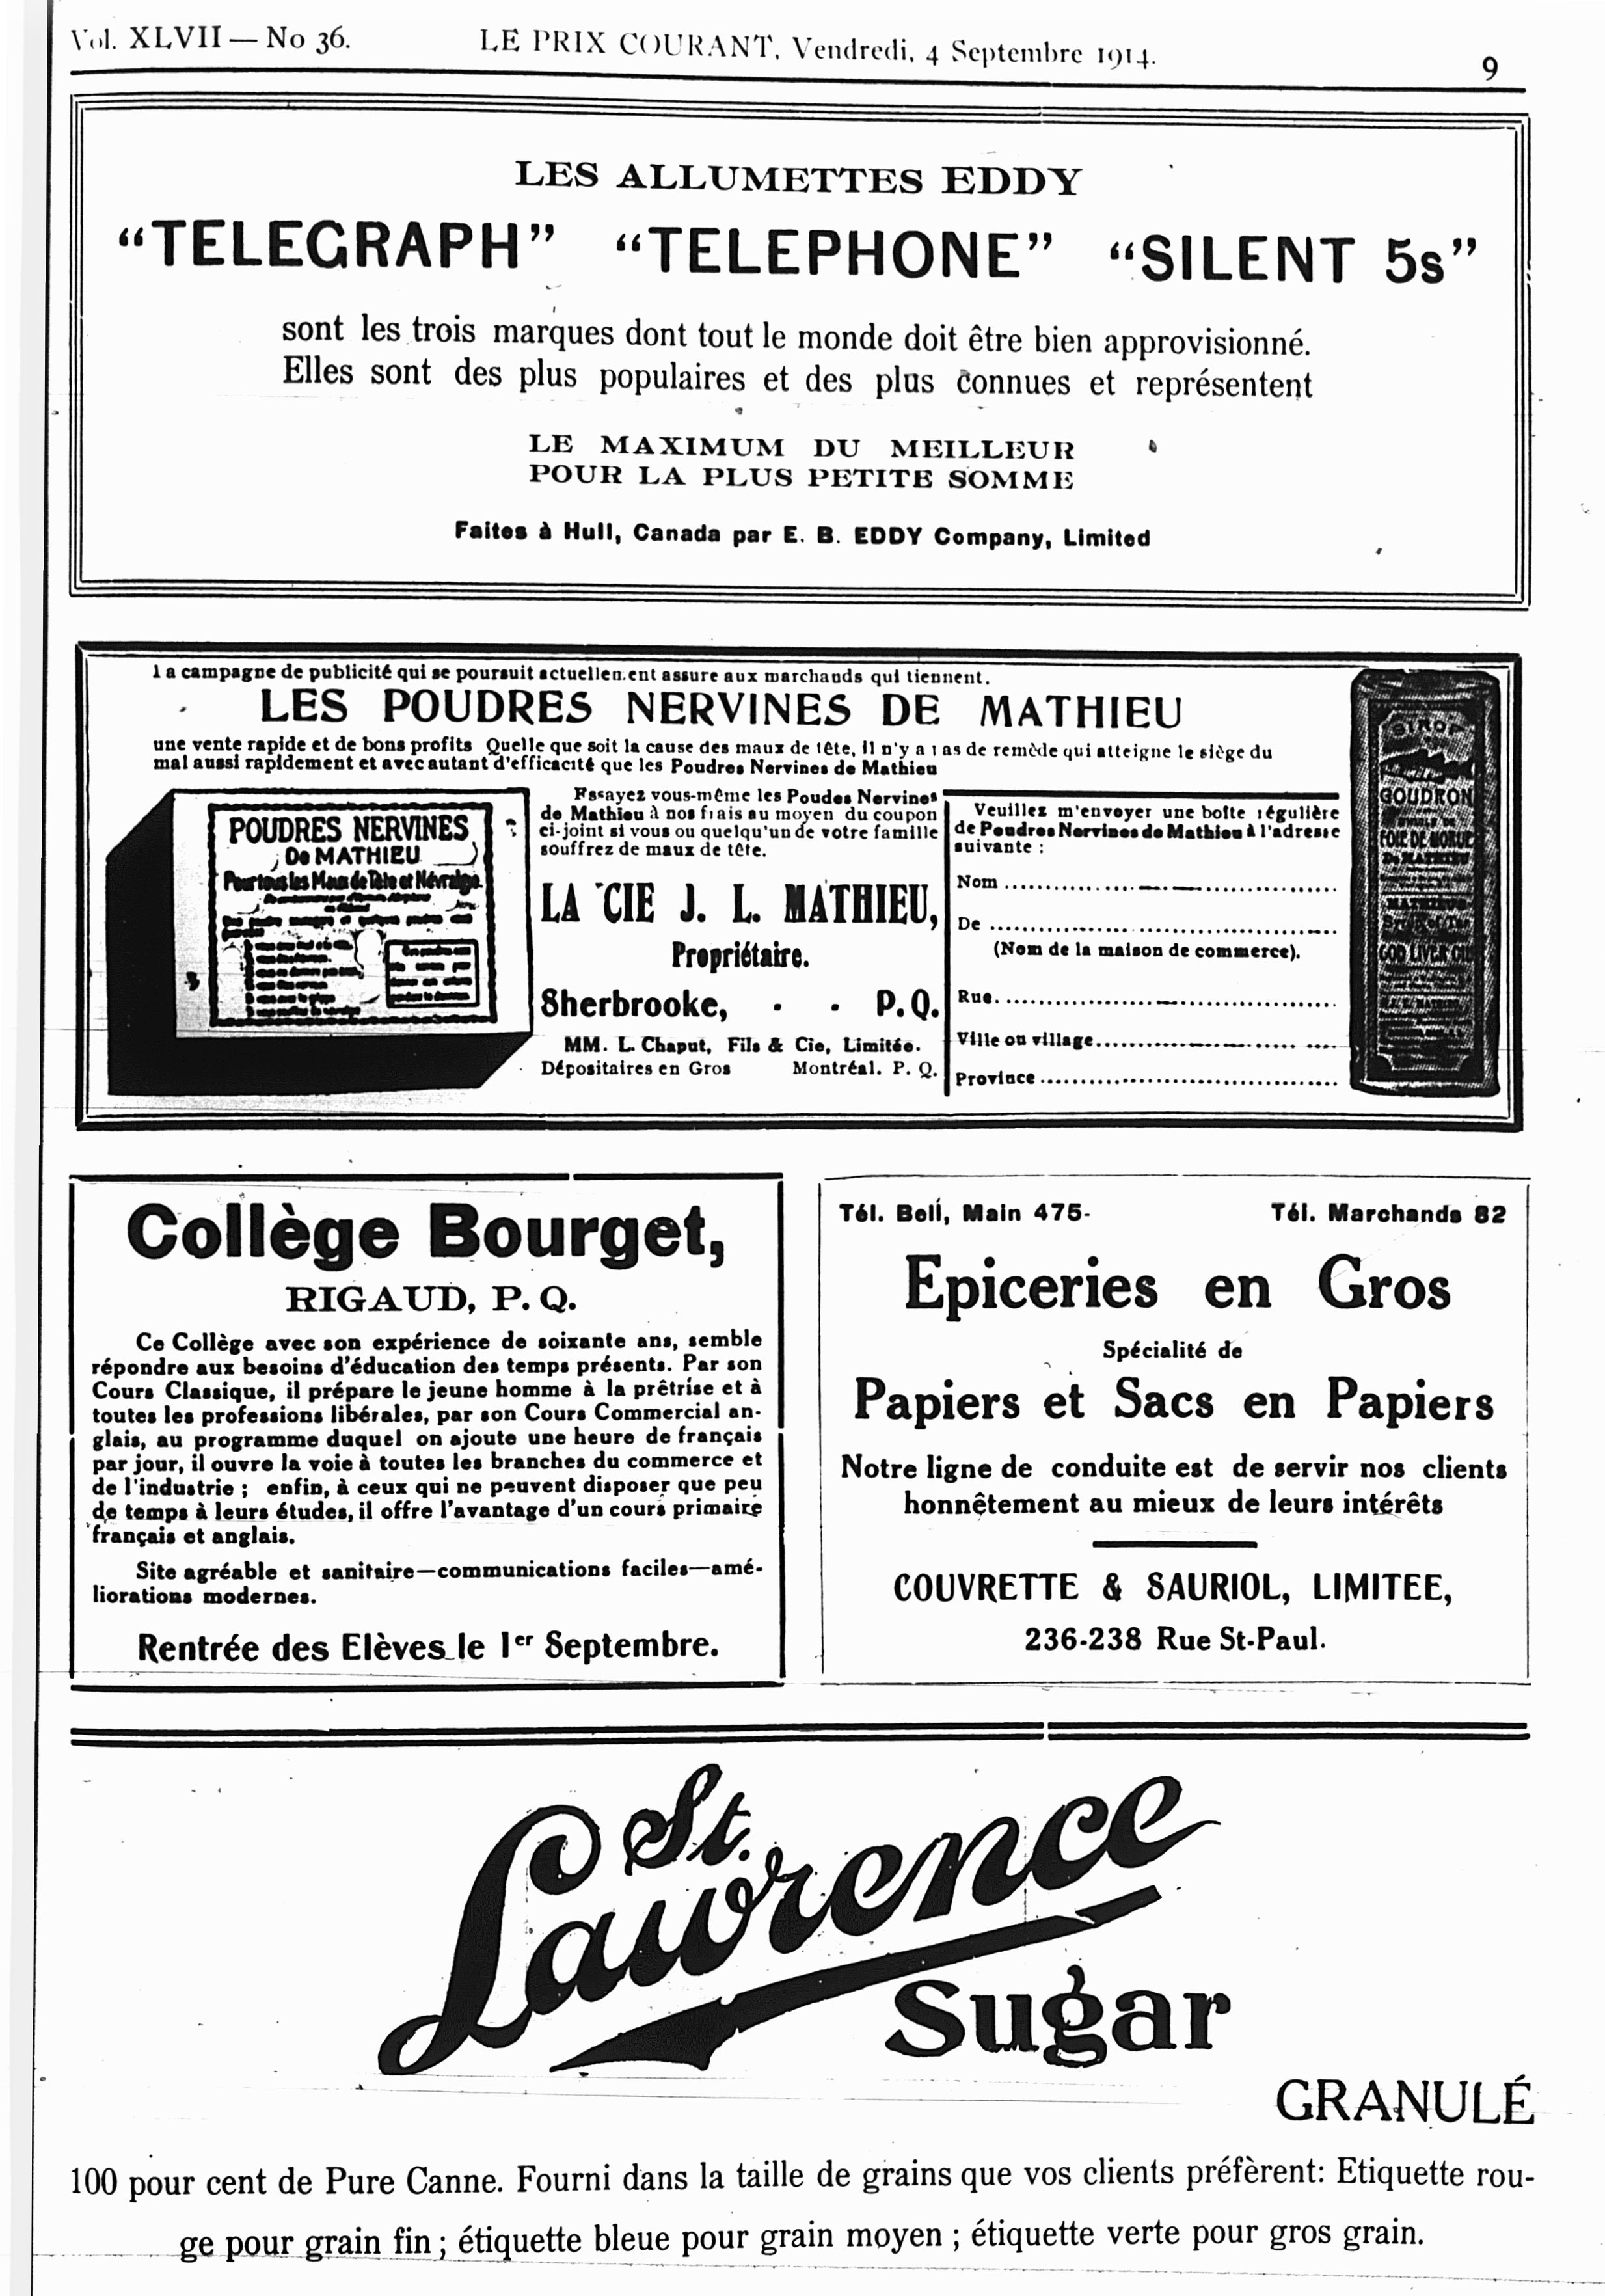 Vol. XLVII — No 36.
LE PRIX COURANT, Vendredi, 4 Septembre 1914.
9
LES ALLUMETTES EDDY
“TELEGRAPH” “TELEPHONE” “SILENT 5s”
sont les trois marques dont tout le monde doit être bien approvisionné.
Elles sont des plus populaires et des plus connues et représentent
LE MAXIMUM DU MEILLEUR
POUR LA PLUS PETITE SOMME
Faites à Hull, Canada par E. B. EDDY Company, Limited
La campagne de publicité qui se poursuit actuellement assure aux marchands qui tiennent.
LES POUDRES NERVINES DE MATHIEU
une vente rapide et de bons profits Quelle que soit la cause des maux de tête, il n'y a pas de remède qui atteigne le siège du
mal aussi rapidement et avec autant d'efficacité que les Poudres Nervines de Mathieu
POUDRES NERVINES
De MATHIEU
Pour tous les Maux de Tête et Névralgie.
Essayez vous-même les Poudes Nervines
de Mathieu à nos frais au moyen du coupon
ci-joint si vous ou quelqu'un de votre famille
souffrez de maux de tête.
LA CIE J. L. MATHIEU,
Propriétaire.
Sherbrooke, - - P.Q.
MM. L. Chaput, Fils & Cie, Limitée.
Dépositaires en Gros Montréal. P. Q.
Veuillez m'envoyer une boîte régulière
de Poudres Nervines de Mathieu à l'adresse
suivante :
Nom
De
(Nom de la maison de commerce).
Rue.
Ville ou village
Province
SIROP
GOUDRON
HUILE DE
FOIE DE MORUE
De MATHIEU
MATHIEU'S
COD LIVER OIL
Collège Bourget,
RIGAUD, P. Q.
Ce Collège avec son expérience de soixante ans, semble
répondre aux besoins d'éducation des temps présents. Par son
Cours Classique, il prépare le jeune homme à la prêtrise et à
toutes les professions libérales, par son Cours Commercial an-
glais, au programme duquel on ajoute une heure de français
par jour, il ouvre la voie à toutes les branches du commerce et
de l'industrie ; enfin, à ceux qui ne peuvent disposer que peu
de temps à leurs études, il offre l'avantage d'un cours primaire
français et anglais.
Site agréable et sanitaire—communications faciles—amé-
liorations modernes.
Rentrée des Elèves le 1er Septembre.
Tél. Bell, Main 475-
Tél. Marchands 82
Epiceries en Gros
Spécialité de
Papiers et Sacs en Papiers
Notre ligne de conduite est de servir nos clients
honnêtement au mieux de leurs intérêts
COUVRETTE & SAURIOL, LIMITEE,
236-238 Rue St-Paul.
St.
Lawrence
Sugar
GRANULÉ
100 pour cent de Pure Canne. Fourni dans la taille de grains que vos clients préfèrent: Etiquette rou-
ge pour grain fin ; étiquette bleue pour grain moyen ; étiquette verte pour gros grain.